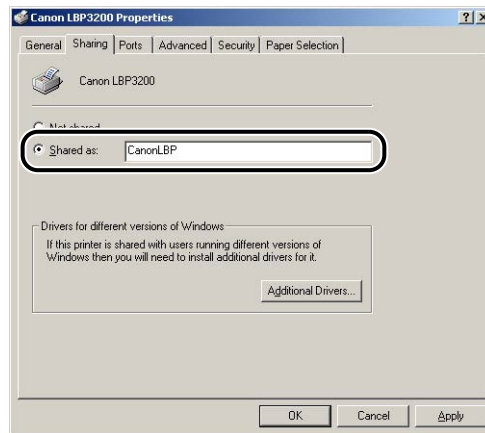 Canon LBP3200 Properties
General Sharing Ports Advanced Security Paper Selection
Canon LBP3200
Not shared
Shared as: CanonLBP
Drivers for different versions of Windows
If this printer is shared with users running different versions of
Windows then you will need to install additional drivers for it.
Additional Drivers...
OK Cancel Apply